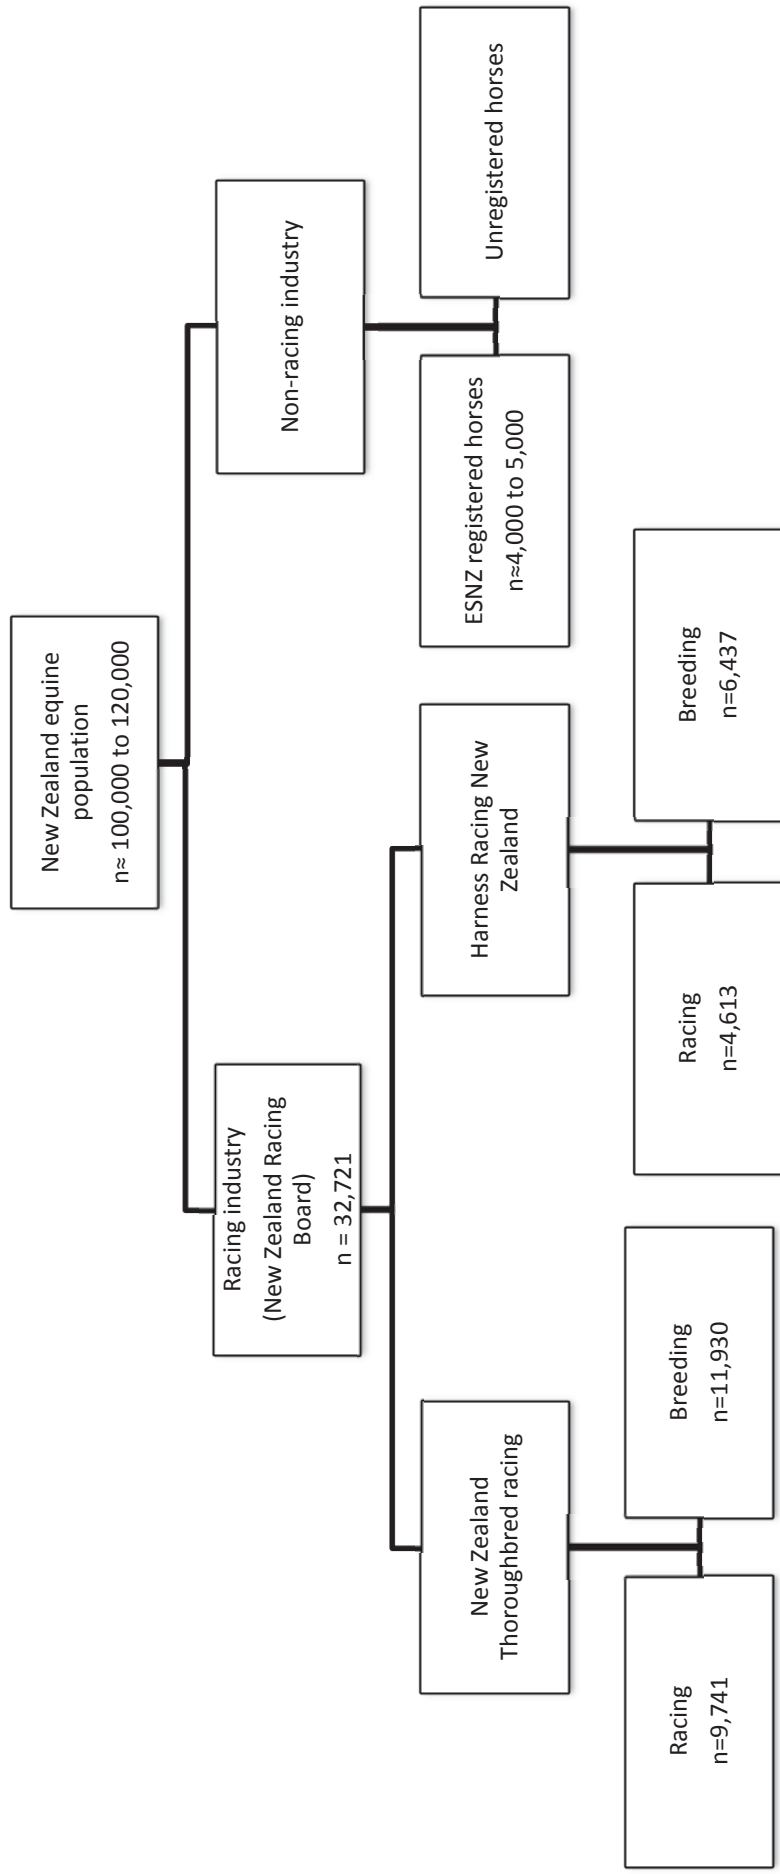 New Zealand equine
population
n≈ 100,000 to 120,000
Racing industry
(New Zealand Racing
Board)
n = 32,721
Non-racing industry
New Zealand
Thoroughbred racing
Harness Racing New
Zealand
ESNZ registered horses
n≈4,000 to 5,000
Unregistered horses
Racing
n=9,741
Breeding
n=11,930
Racing
n=4,613
Breeding
n=6,437